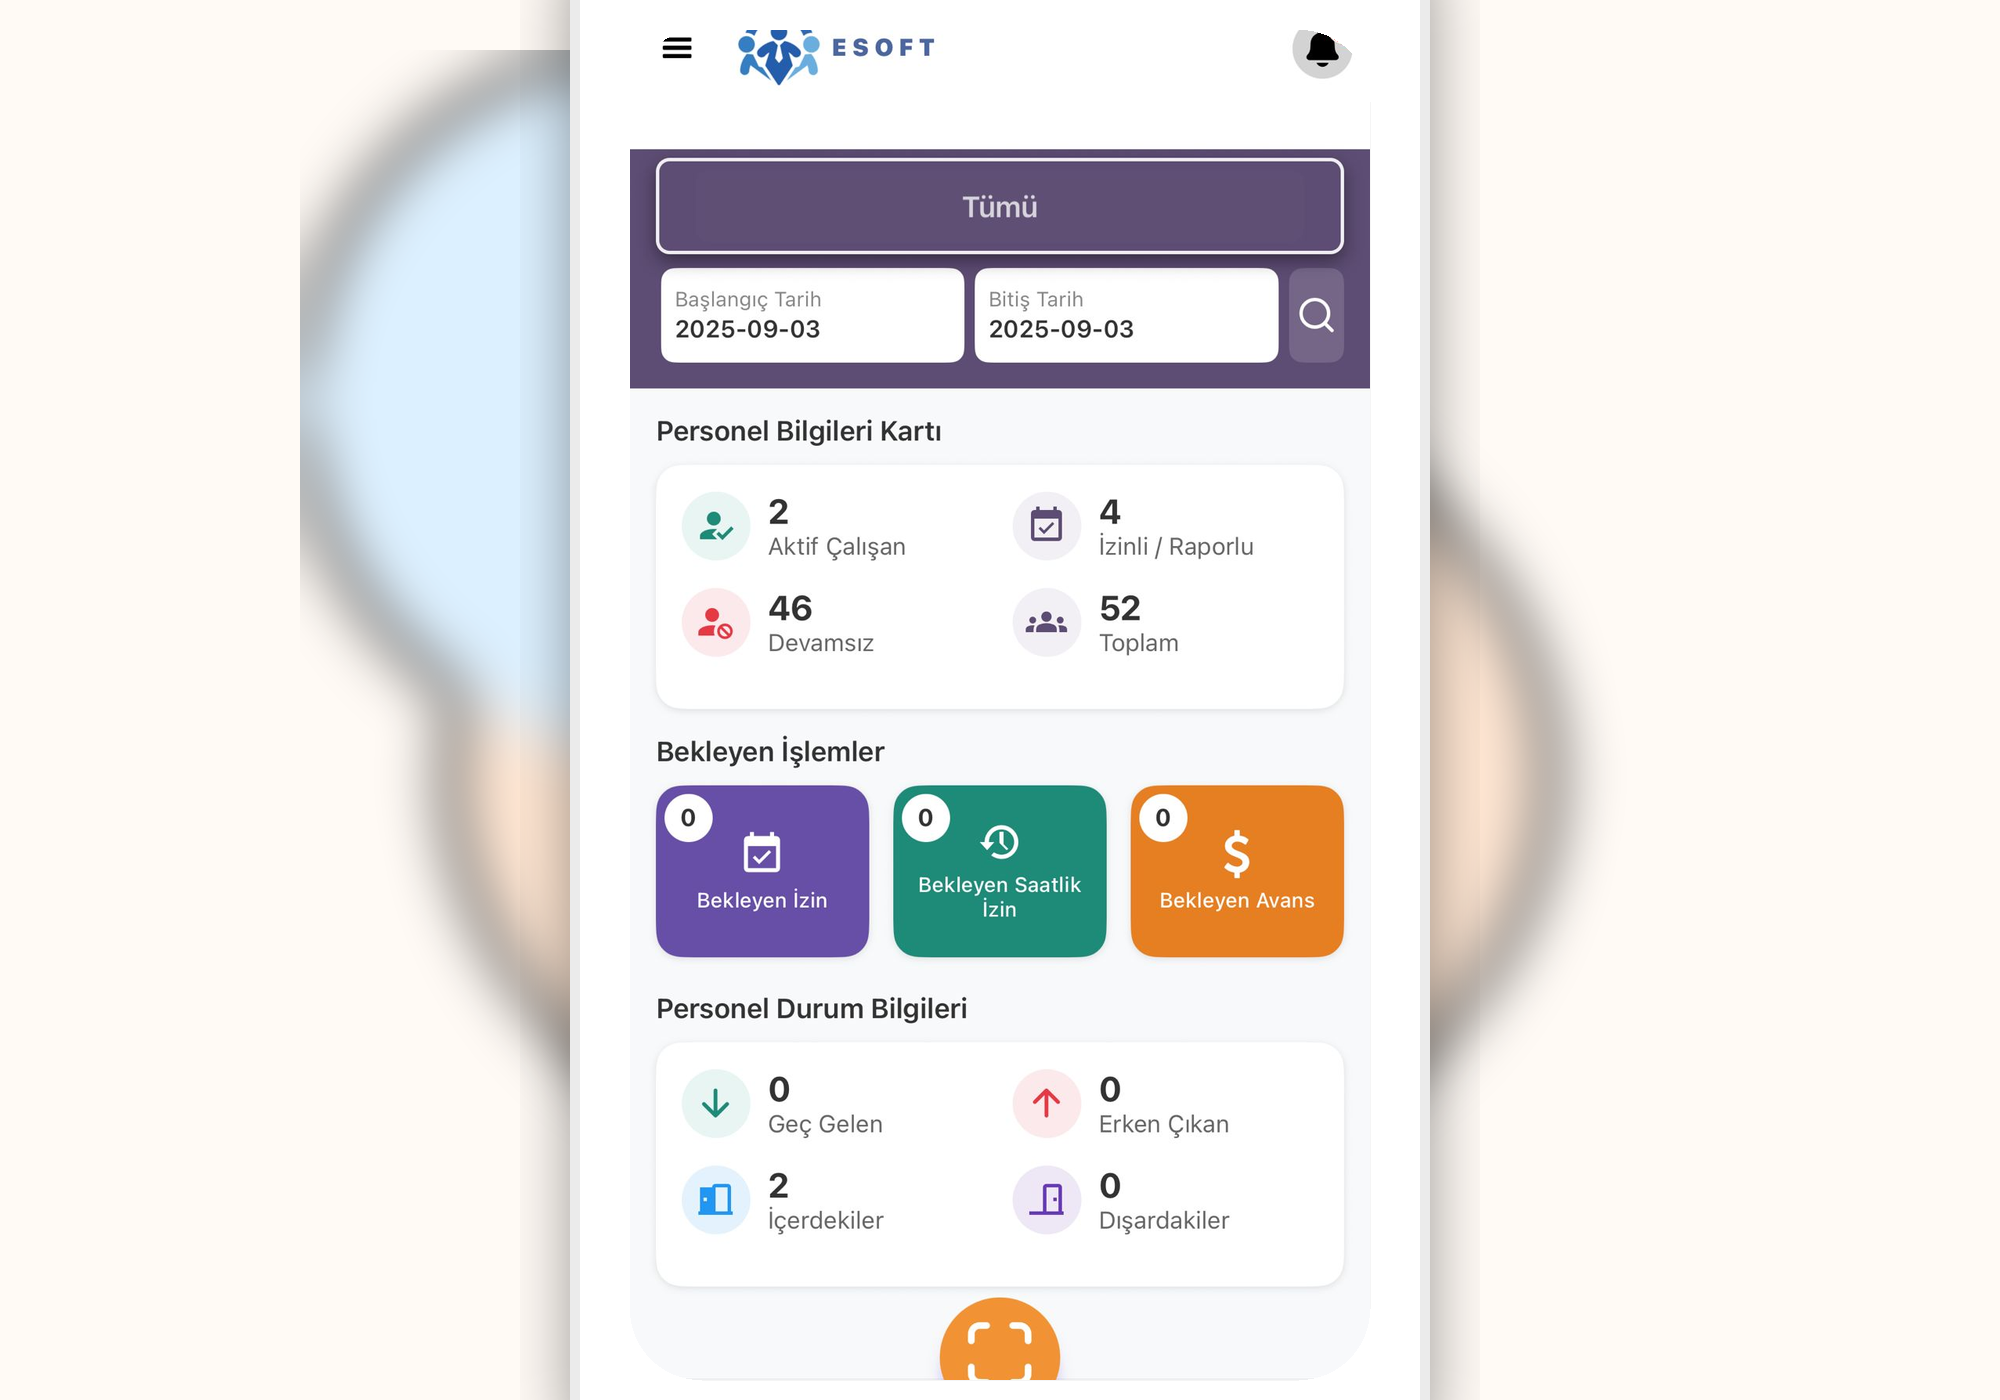 ESOFT
Tümü
Başlangıç Tarih
2025-09-03
Bitiş Tarih
2025-09-03
Personel Bilgileri Kartı
2
Aktif Çalışan
4
İzinli / Raporlu
46
Devamsız
52
Toplam
Bekleyen İşlemler
0
Bekleyen İzin
0
Bekleyen Saatlik
İzin
0
Bekleyen Avans
Personel Durum Bilgileri
0
Geç Gelen
0
Erken Çıkan
2
İçerdekiler
0
Dışardakiler